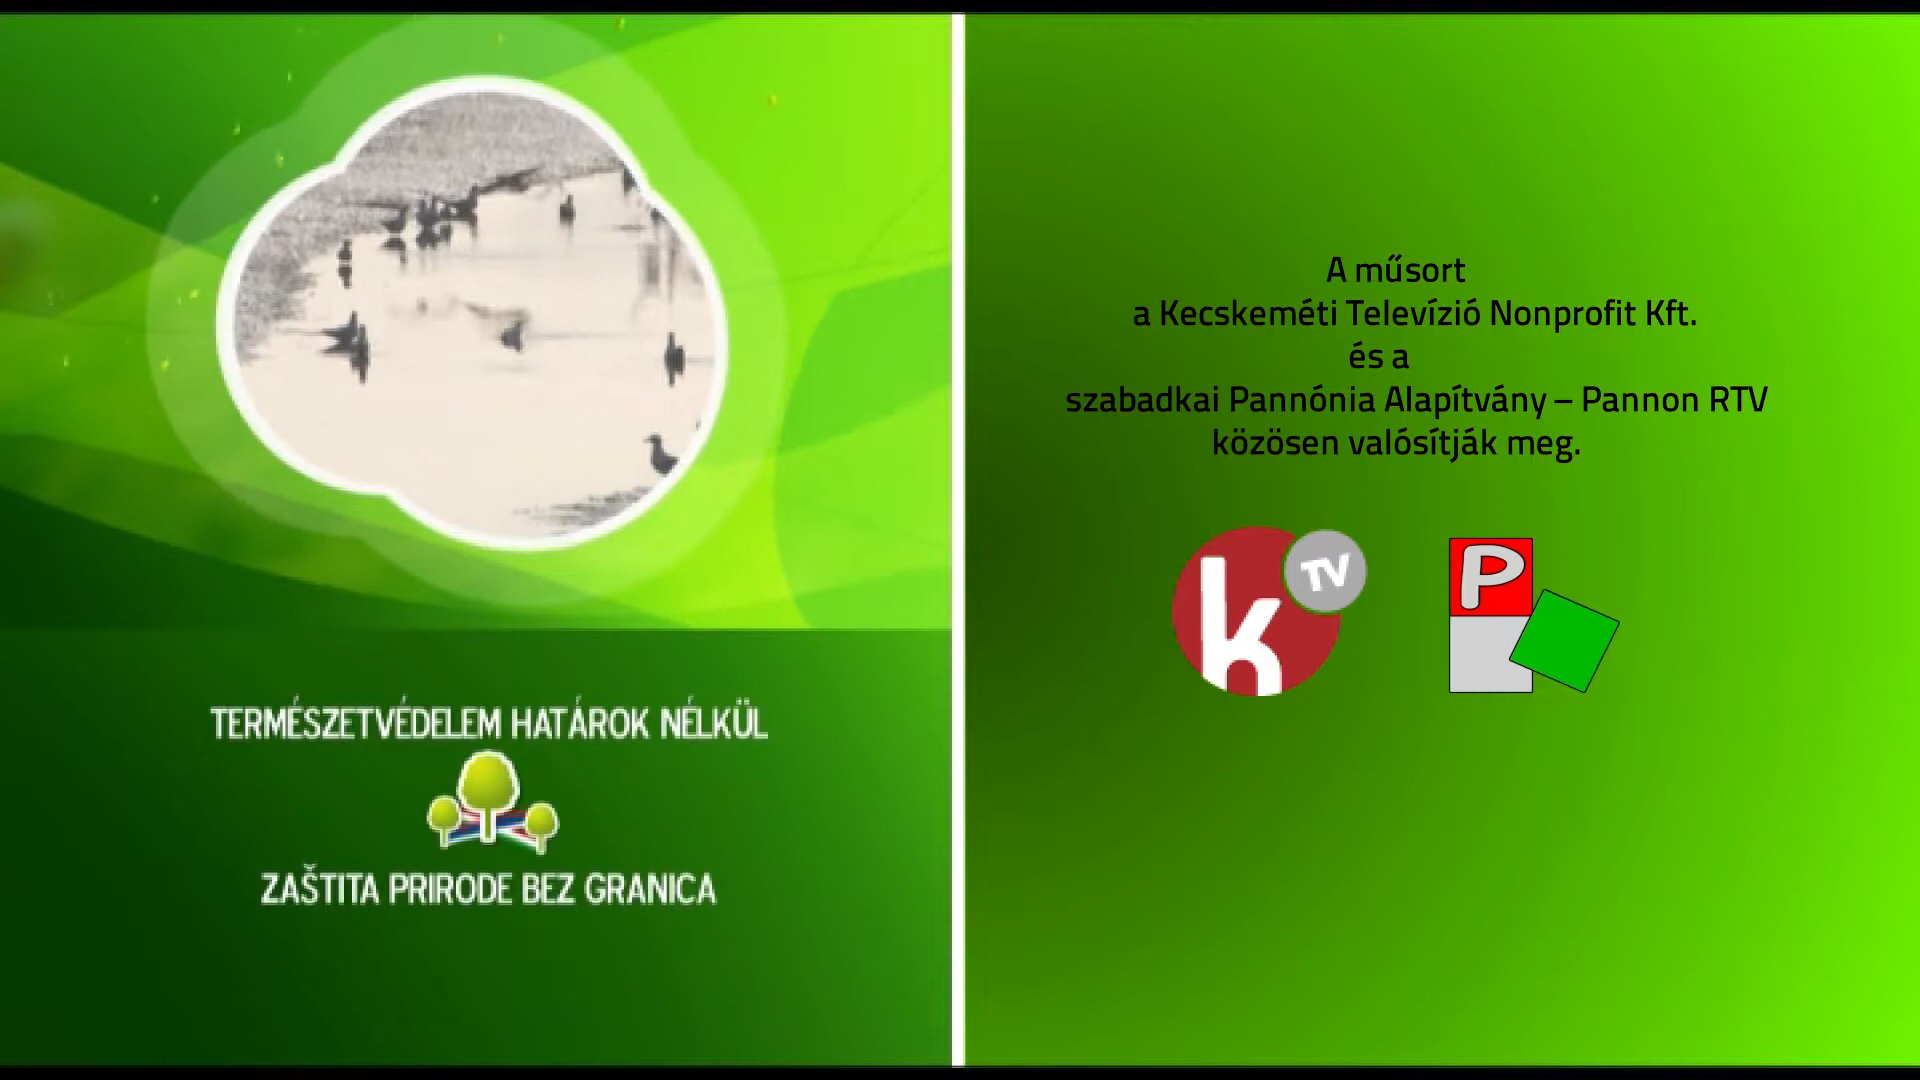 TERMÉSZETVÉDELEM HATÁROK NÉLKÜL
ZAŠTITA PRIRODE BEZ GRANICA
A műsort
a Kecskeméti Televízió Nonprofit Kft.
és a
szabadkai Pannónia Alapítvány – Pannon RTV
közösen valósítják meg.
k TV
P